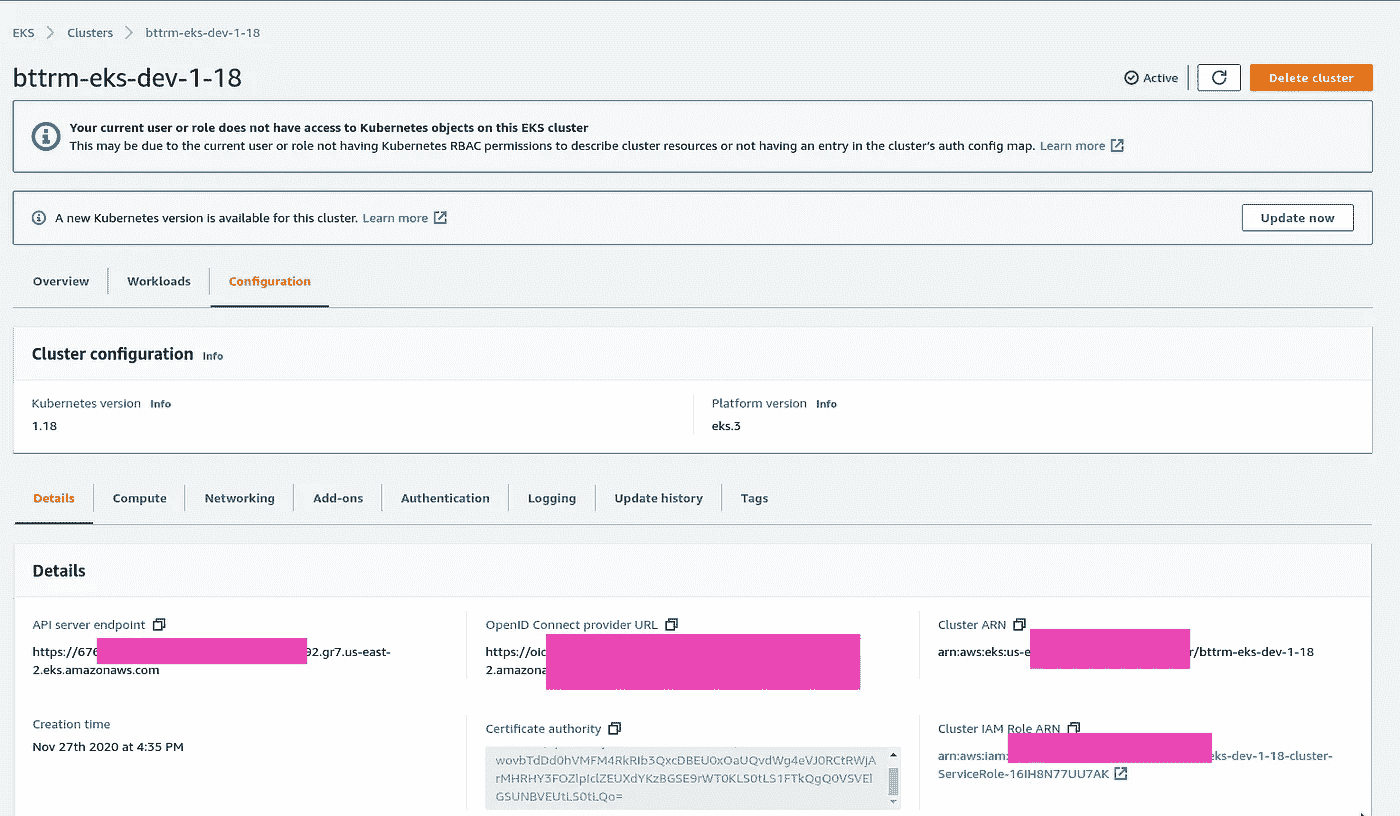 EKS > Clusters > bttrm-eks-dev-1-18
bttrm-eks-dev-1-18
Active
Delete cluster
Your current user or role does not have access to Kubernetes objects on this EKS cluster
This may be due to the current user or role not having Kubernetes RBAC permissions to describe cluster resources or not having an entry in the cluster's auth config map. Learn more
A new Kubernetes version is available for this cluster. Learn more
Update now
Overview Workloads Configuration
Cluster configuration Info
Kubernetes version Info
1.18
Platform version Info
eks.3
Details Compute Networking Add-ons Authentication Logging Update history Tags
Details
API server endpoint
https://676 92.gr7.us-east-
2.eks.amazonaws.com
OpenID Connect provider URL
https://oid
2.amazona
Cluster ARN
arn:aws:eks:us-e r/bttrm-eks-dev-1-18
Creation time
Nov 27th 2020 at 4:35 PM
Certificate authority
GSUNBVEUtLS0tLQo=
Cluster IAM Role ARN
arn:aws:iam: eks-dev-1-18-cluster-
ServiceRole-16IH8N77UU7AK